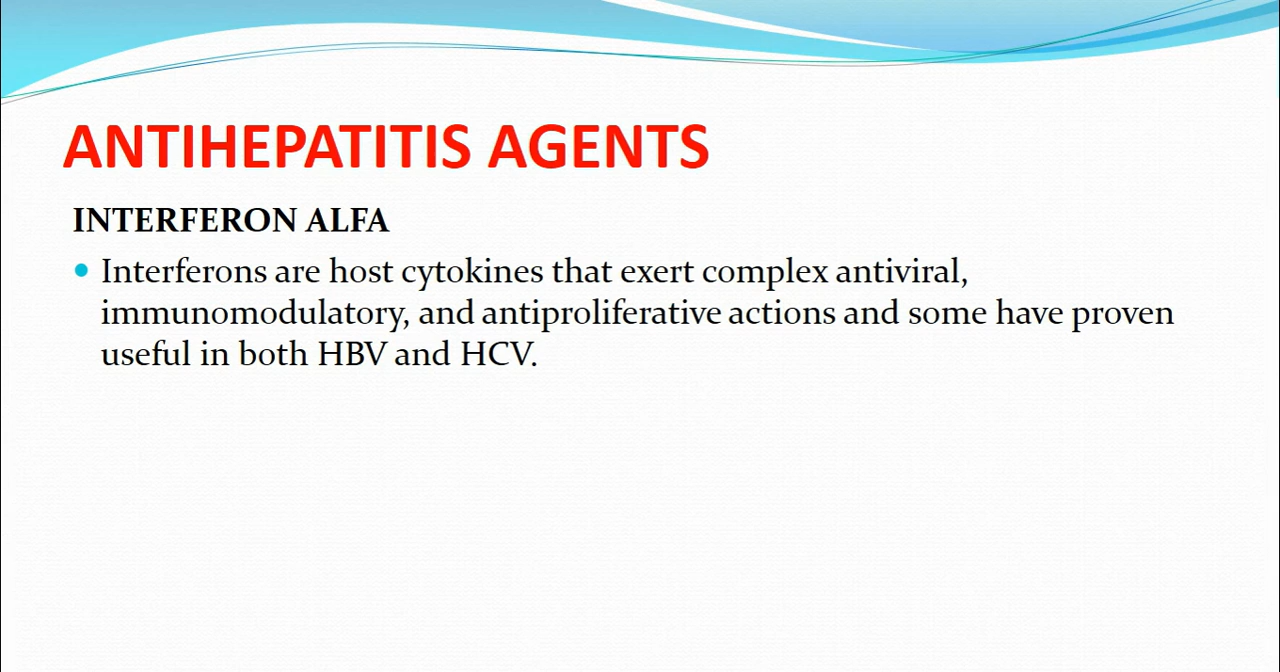 ANTIHEPATITIS AGENTS
INTERFERON ALFA
• Interferons are host cytokines that exert complex antiviral,
immunomodulatory, and antiproliferative actions and some have proven
useful in both HBV and HCV.